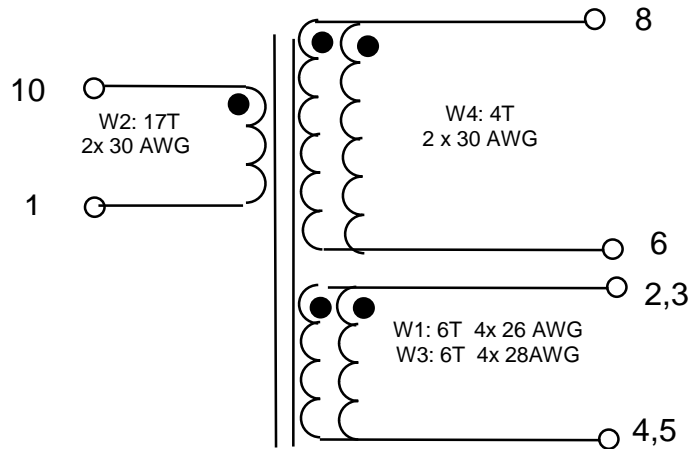 8
10
W2: 17T
2x 30 AWG
W4: 4T
2 x 30 AWG
1
6
2,3
W1: 6T 4x 26 AWG
W3: 6T 4x 28AWG
4,5